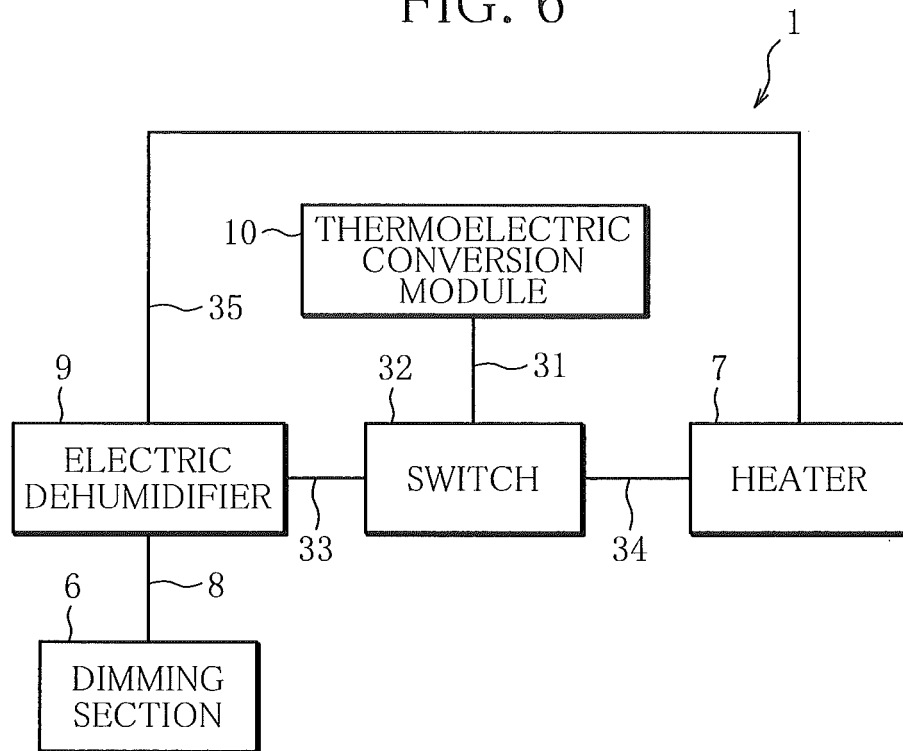 FIG. 6
1
10
THERMOELECTRIC
CONVERSION
MODULE
35
31
9
32
7
ELECTRIC
DEHUMIDIFIER
SWITCH
HEATER
33
34
6
8
DIMMING
SECTION